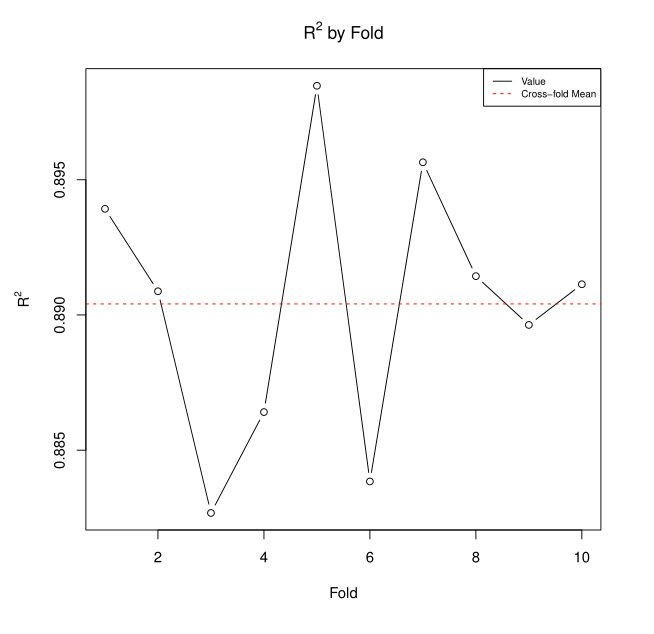 R² by Fold
Value
Cross−fold Mean
0.895
0.890
0.885
R²
2 4 6 8 10
Fold